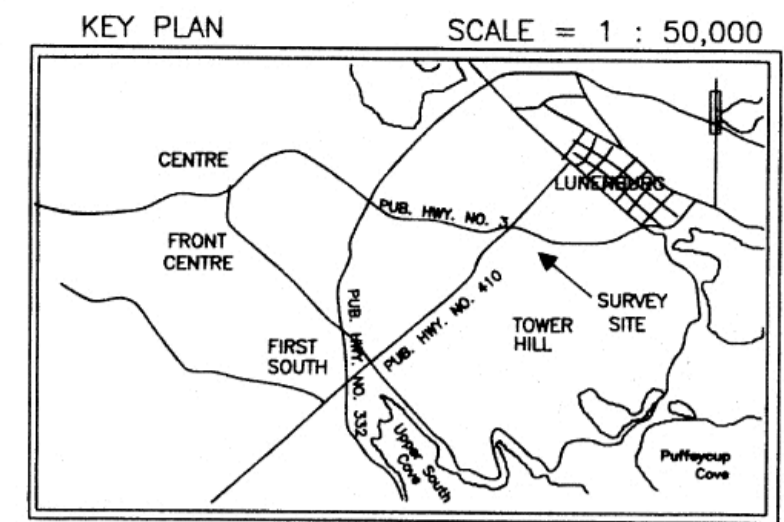 KEY PLAN
SCALE = 1 : 50,000
CENTRE
LUNENBURG
PUB. HWY. NO. 3
FRONT
CENTRE
PUB. HWY. NO. 410
SURVEY
SITE
TOWER
HILL
PUB. HWY. NO. 332
FIRST
SOUTH
Upper South
Cove
Puffeycup
Cove